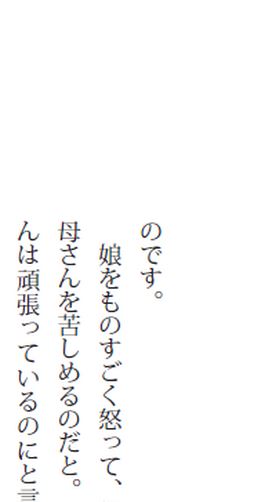 のです。
娘をものすごく怒って、
母さんを苦しめるのだと。
んは頑張っているのにと